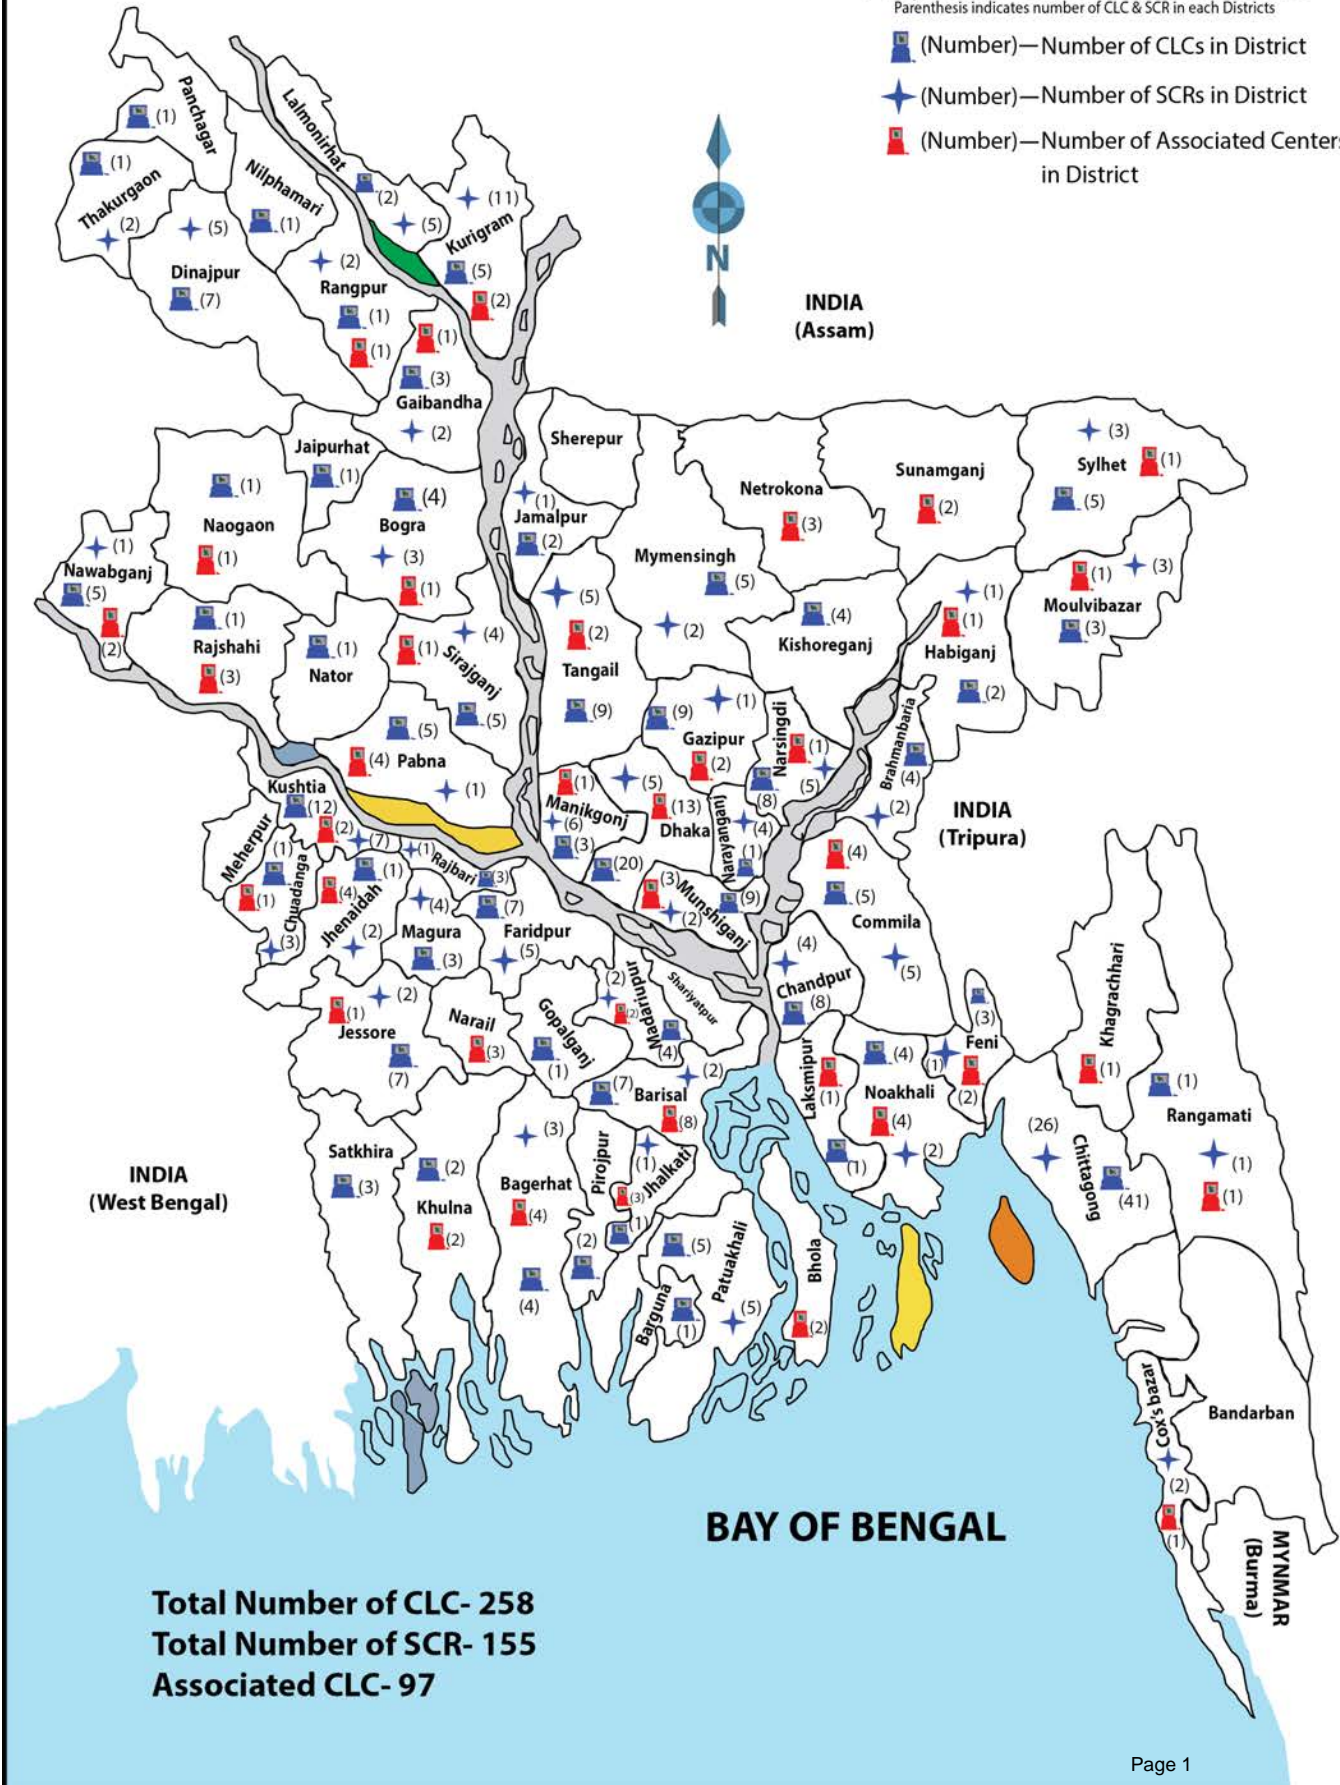 Parenthesis indicates number of CLC & SCR in each Districts
(Number)—Number of CLCs in District
(Number)—Number of SCRs in District
(Number)—Number of Associated Center
in District
N
INDIA
(Assam)
Panchagar
(1)
Thakurgaon
(1)
(2)
Nilphamari
(1)
Lalmonirhat
(2)
(5)
Kurigram
(11)
(5)
(2)
Dinajpur
(5)
(7)
Rangpur
(2)
(1)
(1)
(1)
(3)
Gaibandha
(2)
Jaipurhat
(1)
Naogaon
(1)
(1)
Bogra
(4)
(3)
(1)
Nawabganj
(1)
(5)
(2)
Rajshahi
(1)
(3)
Nator
(1)
Sirajganj
(1)
(4)
(5)
Pabna
(5)
(4)
(1)
Sherepur
(1)
Jamalpur
(2)
Mymensingh
(5)
(2)
Netrokona
(3)
Sunamganj
(2)
Sylhet
(3)
(1)
(5)
Moulvibazar
(1)
(3)
(3)
Habiganj
(1)
(1)
(2)
Kishoreganj
(4)
Tangail
(5)
(2)
(9)
Gazipur
(9)
(1)
(2)
Narsingdi
(1)
(8)
(5)
Brahmanbaria
(4)
(2)
INDIA
(Tripura)
Manikgonj
(1)
(6)
(3)
Dhaka
(5)
(13)
(20)
Narayanganj
(4)
(1)
Munshiganj
(3)
(2)
(9)
Kushtia
(12)
(2)
(7)
Meherpur
(1)
(1)
Chuadanga
(3)
Jhenaidah
(1)
(4)
(2)
Rajbari
(1)
(3)
Magura
(4)
(3)
Faridpur
(7)
(5)
Commila
(4)
(5)
(5)
Chandpur
(4)
(8)
Jessore
(1)
(2)
(7)
Narail
(3)
Gopalganj
(1)
Madaripur
(2)
(2)
(4)
Shariyatpur
Barisal
(7)
(2)
(8)
Laksmipur
(1)
(1)
Noakhali
(4)
(4)
(2)
Feni
(3)
(1)
(2)
Khagrachhari
(1)
Rangamati
(1)
(1)
(1)
Chittagong
(26)
(41)
INDIA
(West Bengal)
Satkhira
(3)
Khulna
(2)
(2)
Bagerhat
(3)
(4)
(4)
Pirojpur
(3)
(2)
Jhalkati
(1)
(1)
Patuakhali
(5)
(5)
Barguna
(1)
Bhola
(2)
Cox's bazar
(2)
(1)
Bandarban
MYNMAR
(Burma)
BAY OF BENGAL
Total Number of CLC- 258
Total Number of SCR- 155
Associated CLC- 97
Page 1